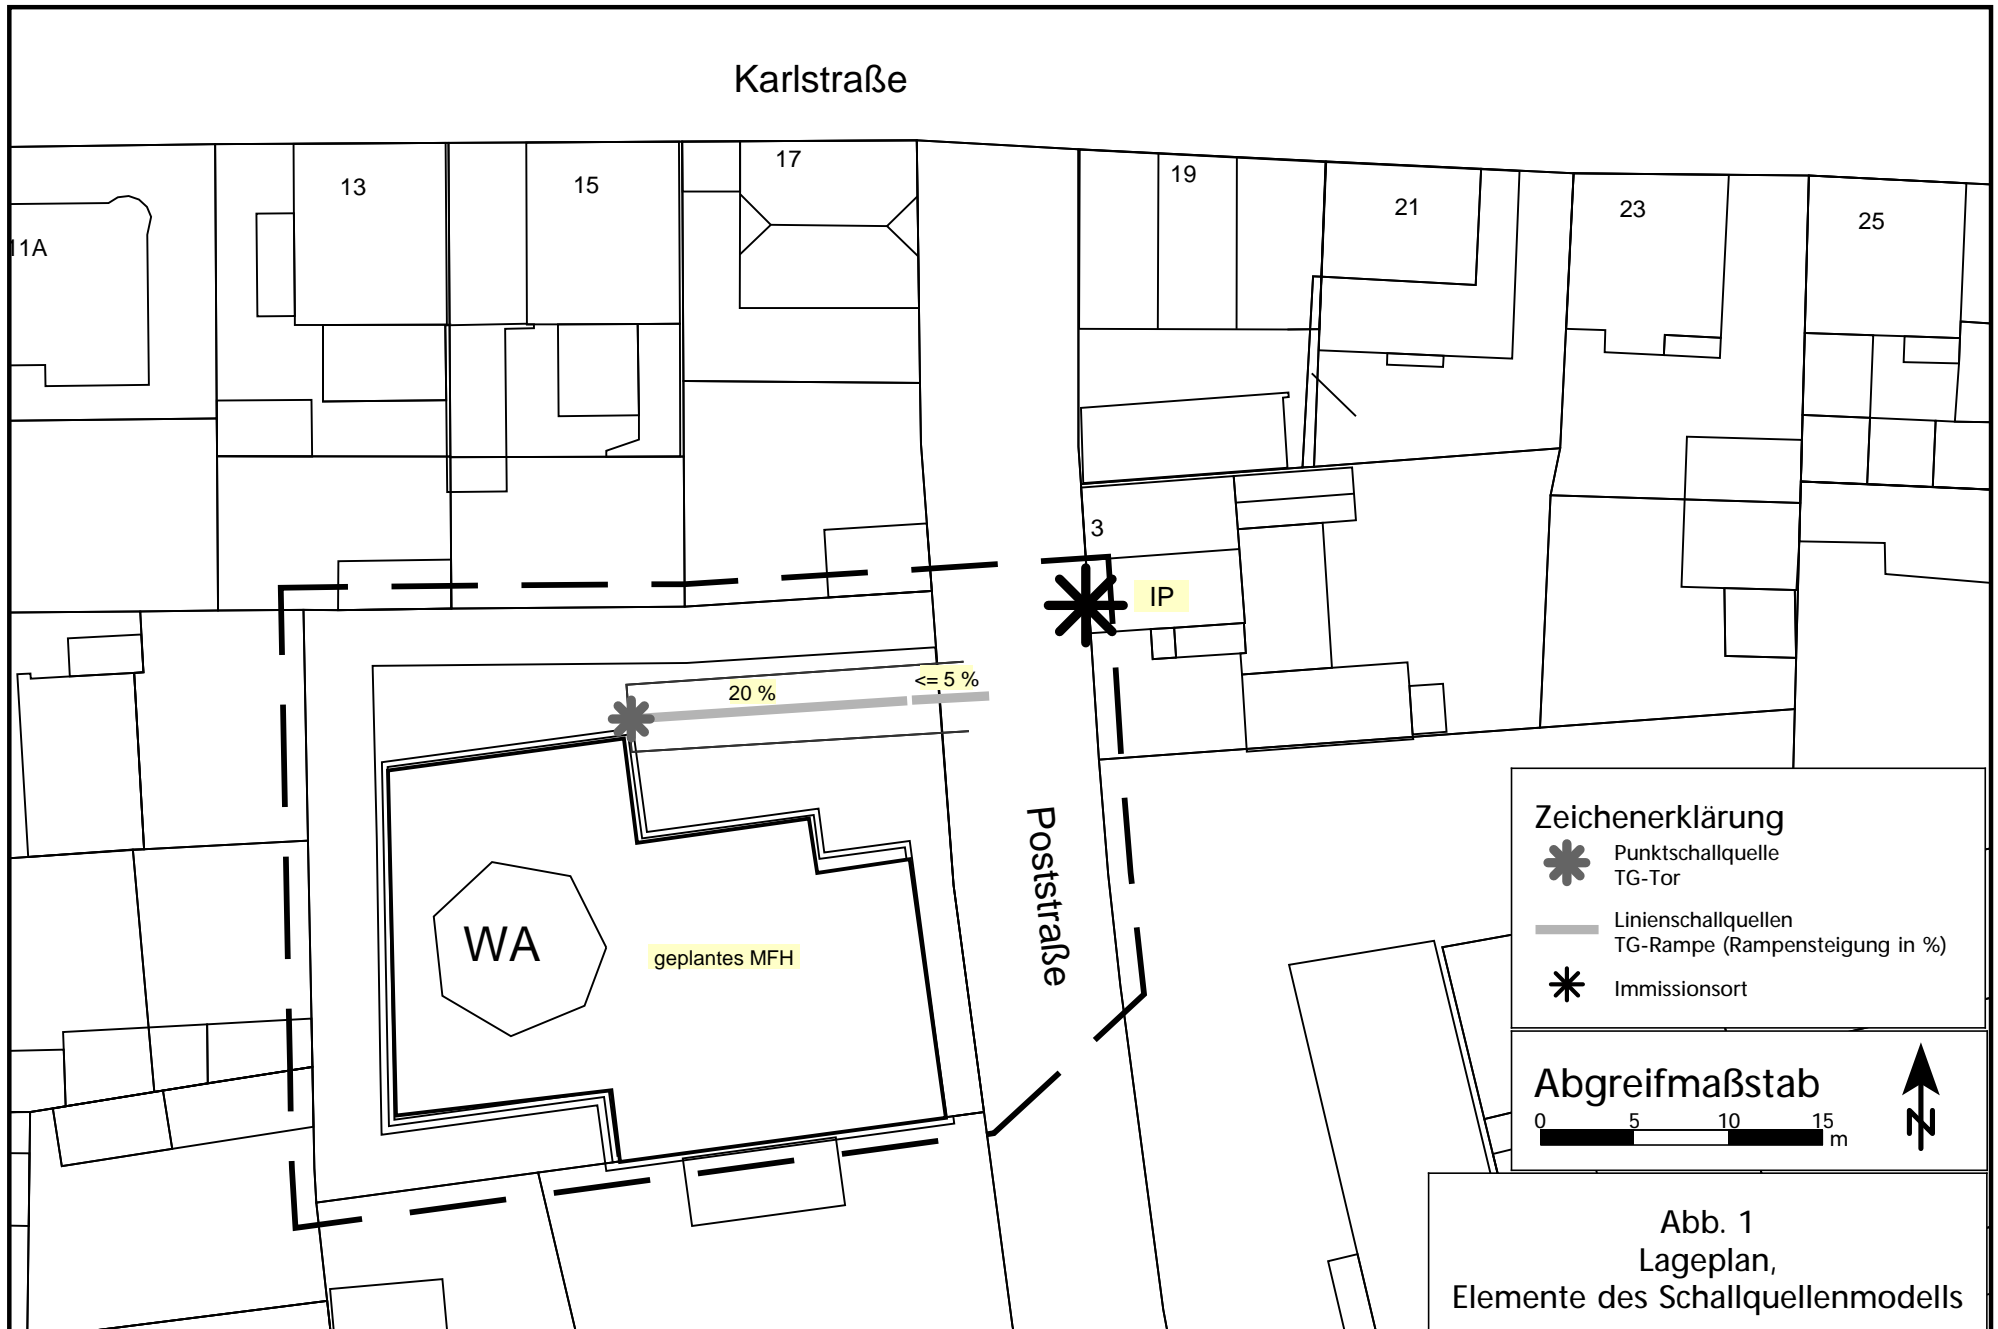 Karlstraße
17
13
15
19
21
23
25
11A
3
IP
<= 5 %
20 %
Poststraße
WA
geplantes MFH
Zeichenerklärung
Punktschallquelle
TG-Tor
Linienschallquellen
TG-Rampe (Rampensteigung in %)
Immissionsort
Abgreifmaßstab
0 5 10 15
m
N
Abb. 1
Lageplan,
Elemente des Schallquellenmodells